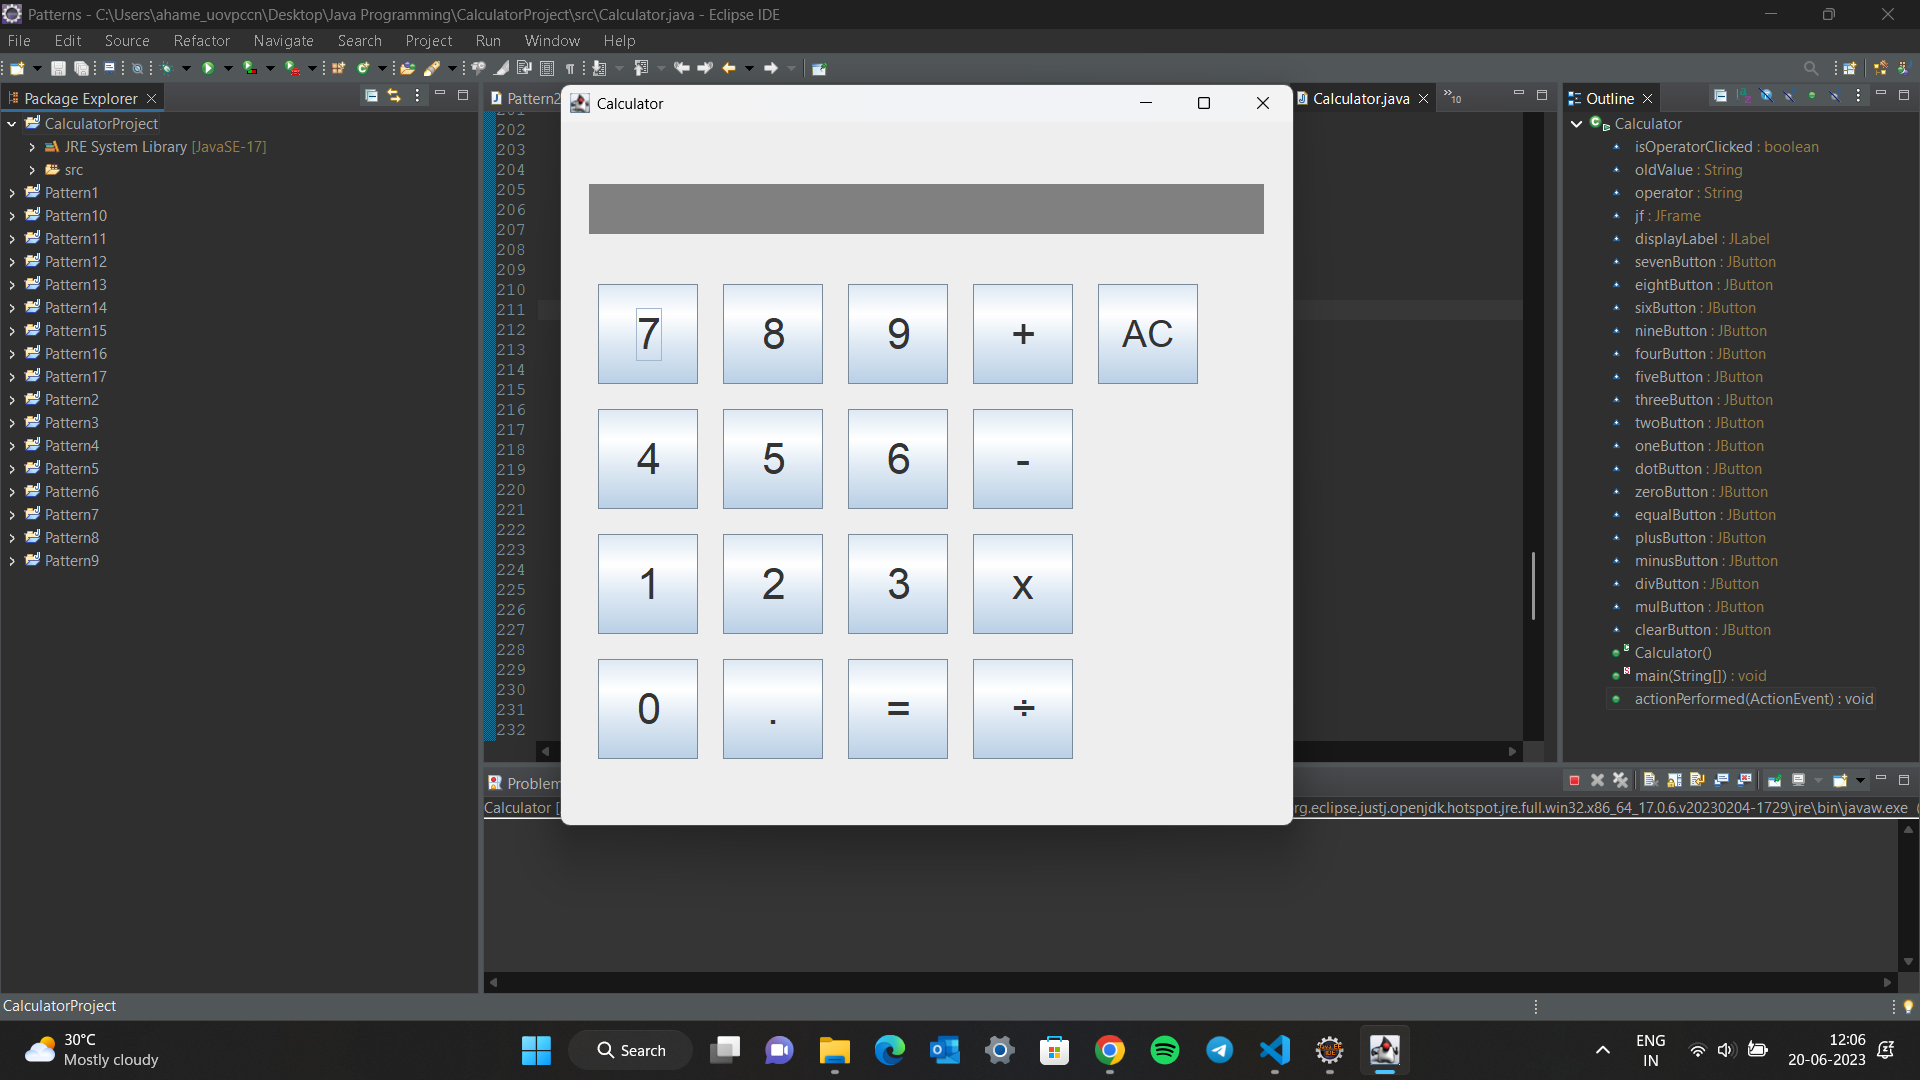 Patterns - C:\Users\ahame_uovpccn\Desktop\Java Programming\CalculatorProject\src\Calculator.java - Eclipse IDE
File Edit Source Refactor Navigate Search Project Run Window Help
Package Explorer
CalculatorProject
JRE System Library [JavaSE-17]
src
Pattern1
Pattern10
Pattern11
Pattern12
Pattern13
Pattern14
Pattern15
Pattern16
Pattern17
Pattern2
Pattern3
Pattern4
Pattern5
Pattern6
Pattern7
Pattern8
Pattern9
Pattern2
Calculator.java
10
201
202
203
204
205
206
207
208
209
210
211
212
213
214
215
216
217
218
219
220
221
222
223
224
225
226
227
228
229
230
231
232
Calculator
7 8 9 + AC
4 5 6 -
1 2 3 x
0 . = ÷
Outline
Calculator
isOperatorClicked : boolean
oldValue : String
operator : String
jf : JFrame
displayLabel : JLabel
sevenButton : JButton
eightButton : JButton
sixButton : JButton
nineButton : JButton
fourButton : JButton
fiveButton : JButton
threeButton : JButton
twoButton : JButton
oneButton : JButton
dotButton : JButton
zeroButton : JButton
equalButton : JButton
plusButton : JButton
minusButton : JButton
divButton : JButton
mulButton : JButton
clearButton : JButton
Calculator()
main(String[]) : void
actionPerformed(ActionEvent) : void
Problem
Calculator [
rg.eclipse.justj.openjdk.hotspot.jre.full.win32.x86_64_17.0.6.v20230204-1729\jre\bin\javaw.exe (
CalculatorProject
30°C
Mostly cloudy
Search
ENG
IN
12:06
20-06-2023